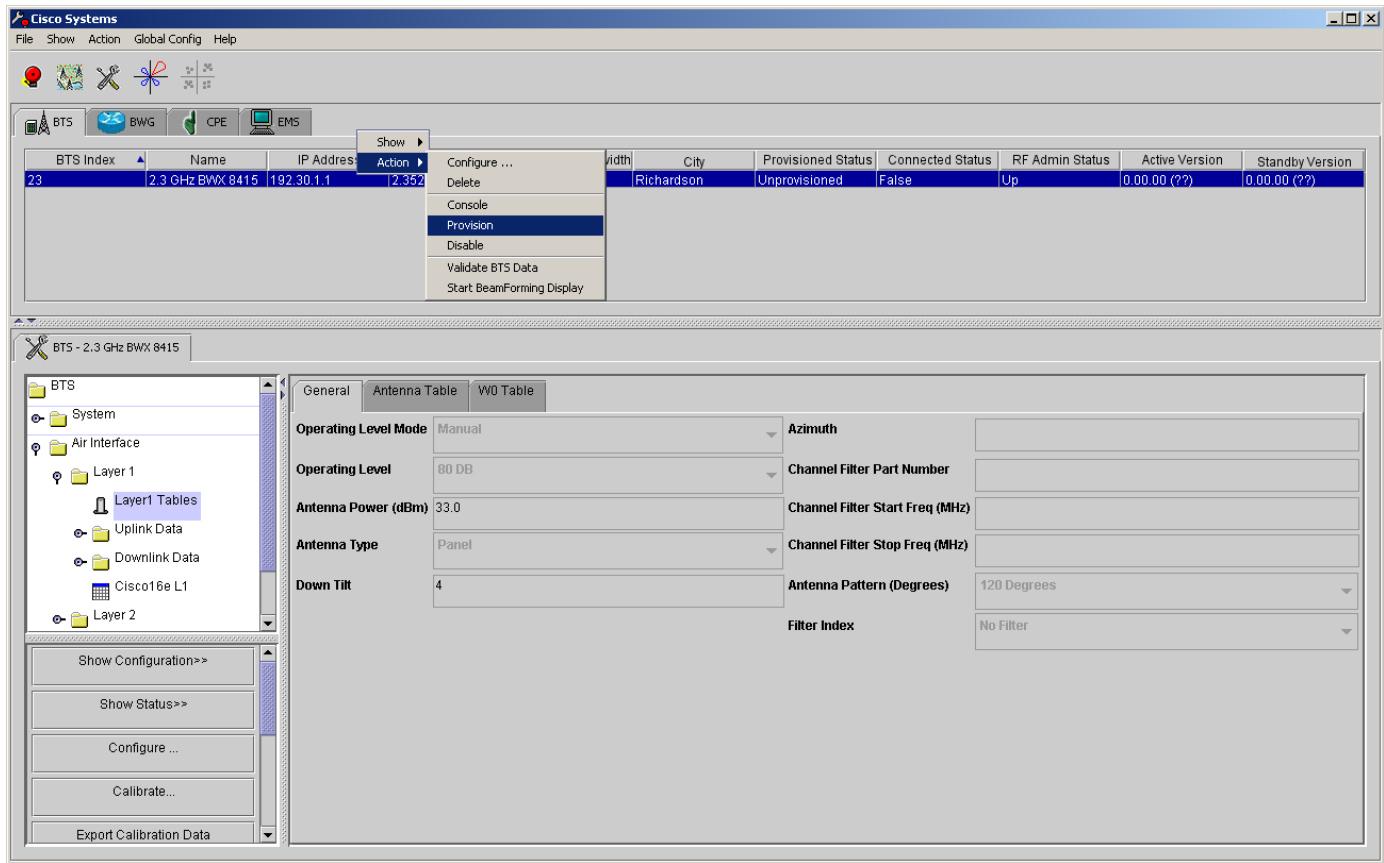 Cisco Systems
File Show Action Global Config Help
BTS BWG CPE EMS
Show
Action
Configure ...
Delete
Console
Provision
Disable
Validate BTS Data
Start BeamForming Display
BTS Index Name IP Address City Provisioned Status Connected Status RF Admin Status Active Version Standby Version
23 2.3 GHz BWX 8415 192.30.1.1 2.352 Richardson Unprovisioned False Up 0.00.00 (??) 0.00.00 (??)
BTS - 2.3 GHz BWX 8415
BTS
System
Air Interface
Layer 1
Layer1 Tables
Uplink Data
Downlink Data
Cisco16e L1
Layer 2
Show Configuration>>
Show Status>>
Configure ...
Calibrate...
Export Calibration Data
General Antenna Table W0 Table
Operating Level Mode Manual Azimuth
Operating Level 80 DB Channel Filter Part Number
Antenna Power (dBm) 33.0 Channel Filter Start Freq (MHz)
Antenna Type Panel Channel Filter Stop Freq (MHz)
Down Tilt 4 Antenna Pattern (Degrees) 120 Degrees
Filter Index No Filter